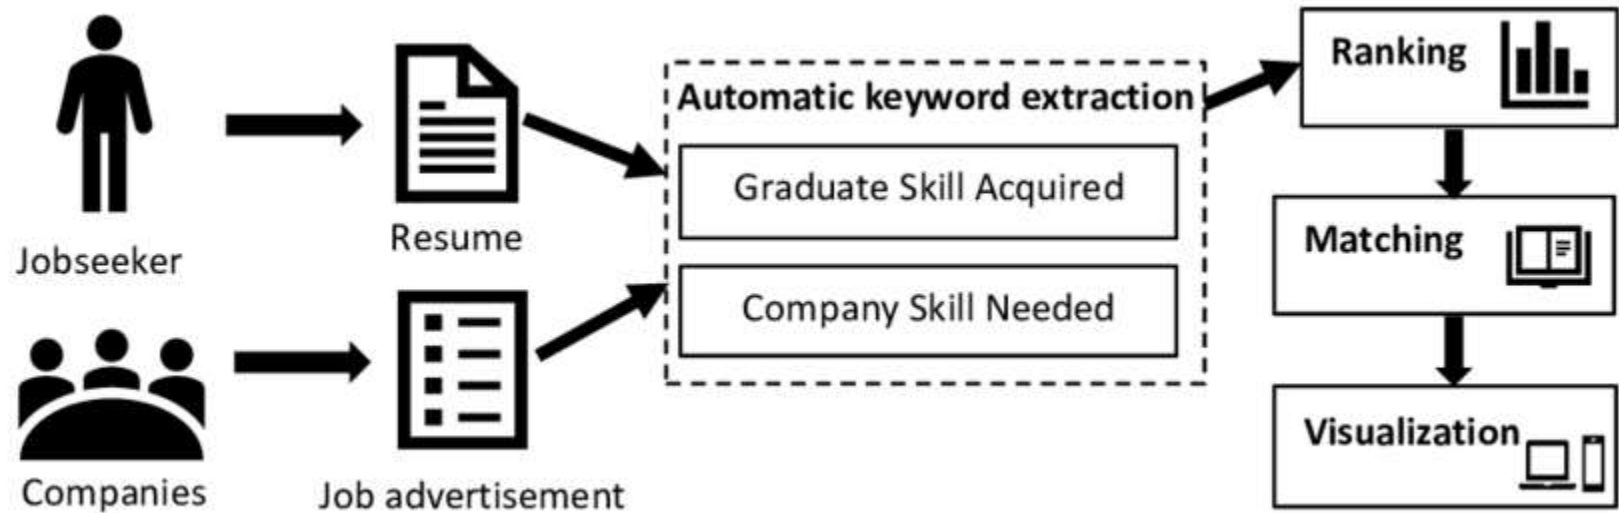 Jobseeker
Resume
Companies
Job advertisement
Automatic keyword extraction
Graduate Skill Acquired
Company Skill Needed
Ranking
Matching
Visualization